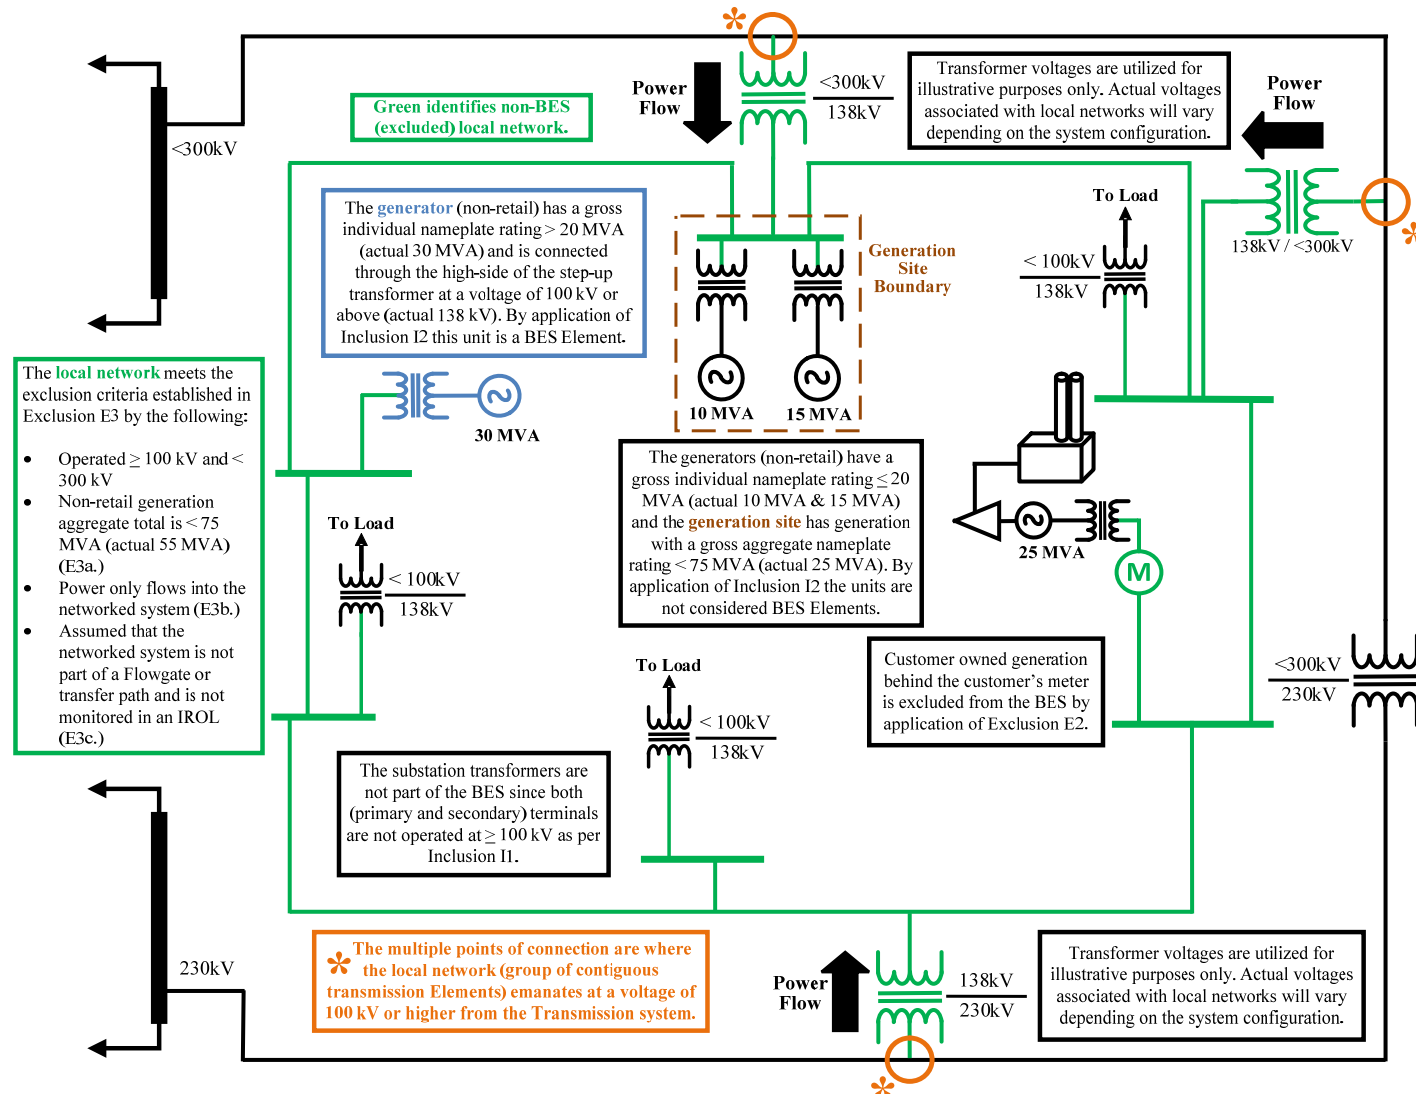 *
<300kV
138kV
Power
Flow
Green identifies non-BES
(excluded) local network.
Transformer voltages are utilized for
illustrative purposes only. Actual voltages
associated with local networks will vary
depending on the system configuration.
Power
Flow
<300kV
The generator (non-retail) has a gross
individual nameplate rating > 20 MVA
(actual 30 MVA) and is connected
through the high-side of the step-up
transformer at a voltage of 100 kV or
above (actual 138 kV). By application of
Inclusion I2 this unit is a BES Element.
Generation
Site
Boundary
To Load
< 100kV
138kV
138kV / <300kV
*
10 MVA
15 MVA
30 MVA
The local network meets the
exclusion criteria established in
Exclusion E3 by the following:
• Operated ≥ 100 kV and <
300 kV
• Non-retail generation
aggregate total is < 75
MVA (actual 55 MVA)
(E3a.)
• Power only flows into the
networked system (E3b.)
• Assumed that the
networked system is not
part of a Flowgate or
transfer path and is not
monitored in an IROL
(E3c.)
The generators (non-retail) have a
gross individual nameplate rating ≤ 20
MVA (actual 10 MVA & 15 MVA)
and the generation site has generation
with a gross aggregate nameplate
rating < 75 MVA (actual 25 MVA). By
application of Inclusion I2 the units are
not considered BES Elements.
To Load
< 100kV
138kV
25 MVA
M
To Load
< 100kV
138kV
Customer owned generation
behind the customer's meter
is excluded from the BES by
application of Exclusion E2.
<300kV
230kV
The substation transformers are
not part of the BES since both
(primary and secondary) terminals
are not operated at ≥ 100 kV as per
Inclusion I1.
230kV
* The multiple points of connection are where
the local network (group of contiguous
transmission Elements) emanates at a voltage of
100 kV or higher from the Transmission system.
Power
Flow
138kV
230kV
Transformer voltages are utilized for
illustrative purposes only. Actual voltages
associated with local networks will vary
depending on the system configuration.
*